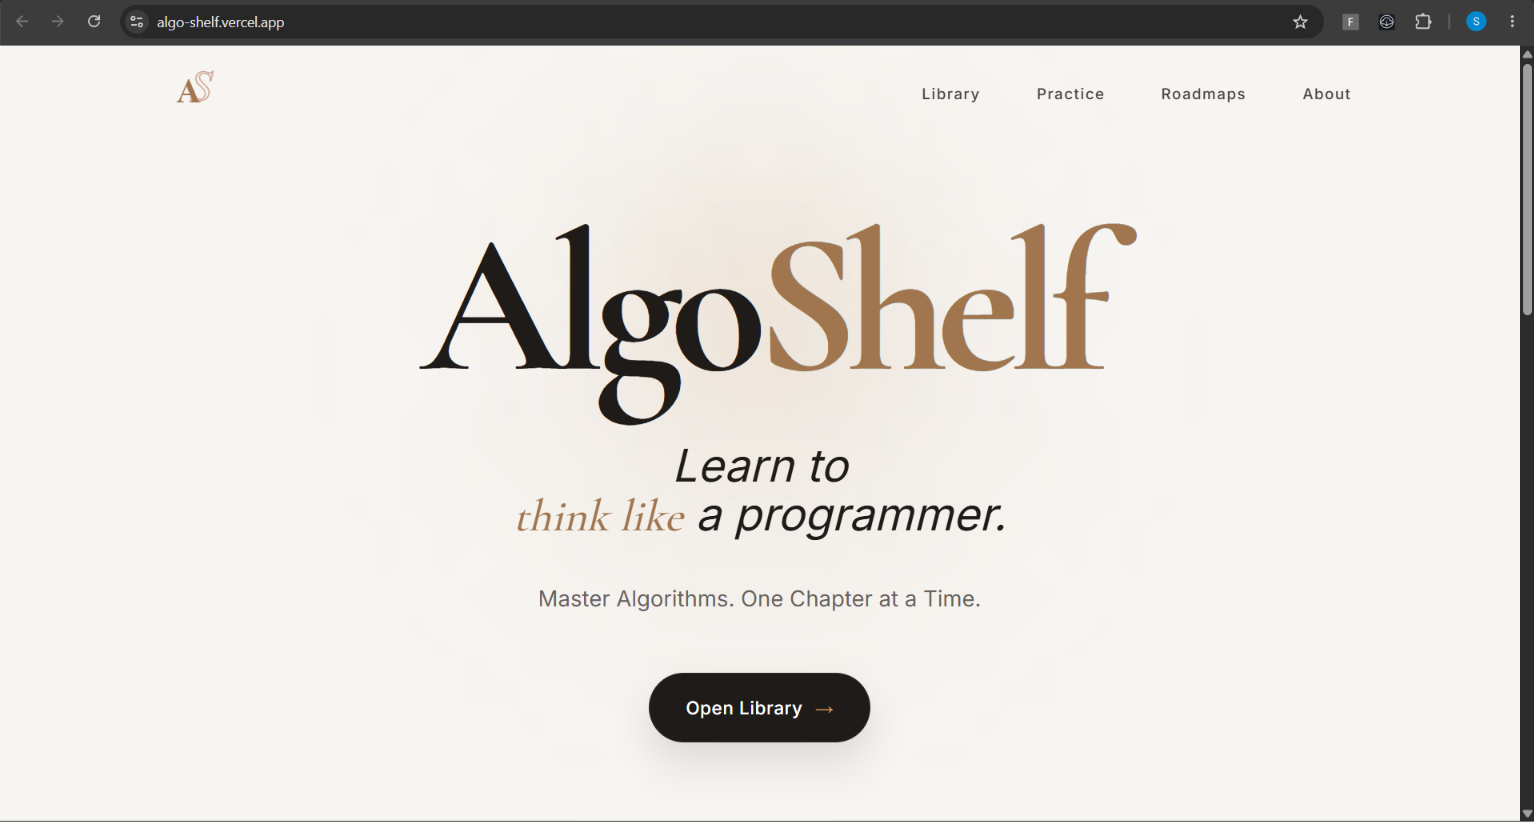 algo-shelf.vercel.app
F
S
AS
Library
Practice
Roadmaps
About
AlgoShelf
Learn to
think like a programmer.
Master Algorithms. One Chapter at a Time.
Open Library →